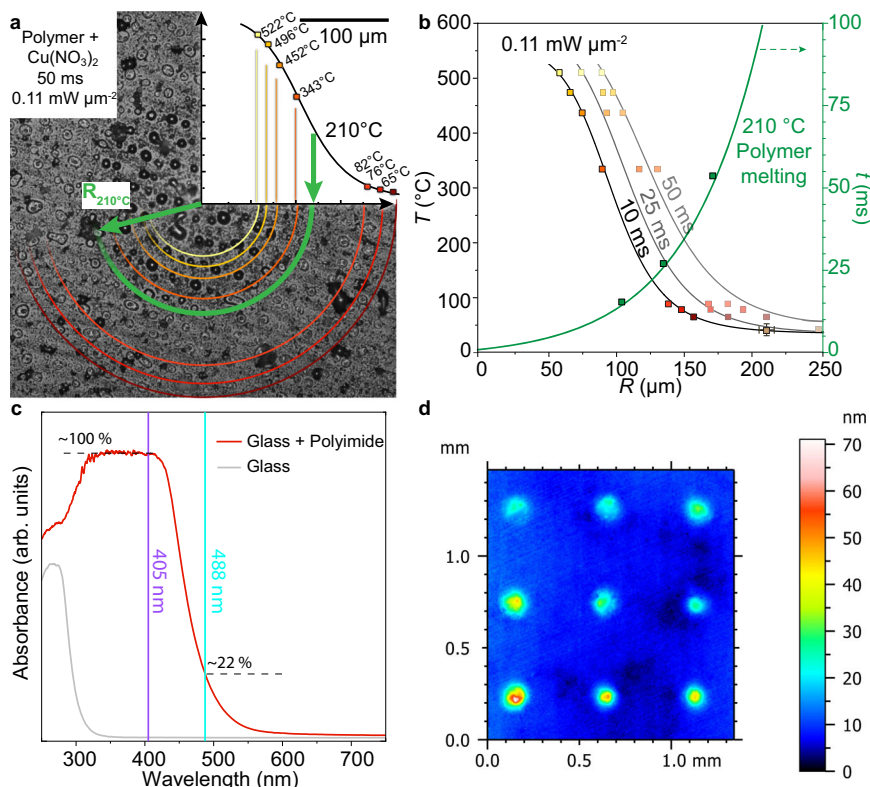 a
Polymer +
Cu(NO₃)₂
50 ms
0.11 mW µm⁻²
522°C
496°C
452°C
343°C
100 µm
210°C
82°C
76°C
65°C
R210°C
b
0.11 mW µm⁻²
600
500
400
300
200
100
0
T (°C)
0
50
100
150
200
250
R (µm)
100
75
50
25
0
t (ms)
210 °C
Polymer
melting
10 ms
25 ms
50 ms
c
~100 %
Glass + Polyimide
Glass
405 nm
488 nm
~22 %
Absorbance (arb. units)
300
400
500
600
700
Wavelength (nm)
d
mm
1.0
0.5
0.0
0.0
0.5
1.0 mm
nm
70
60
50
40
30
20
10
0